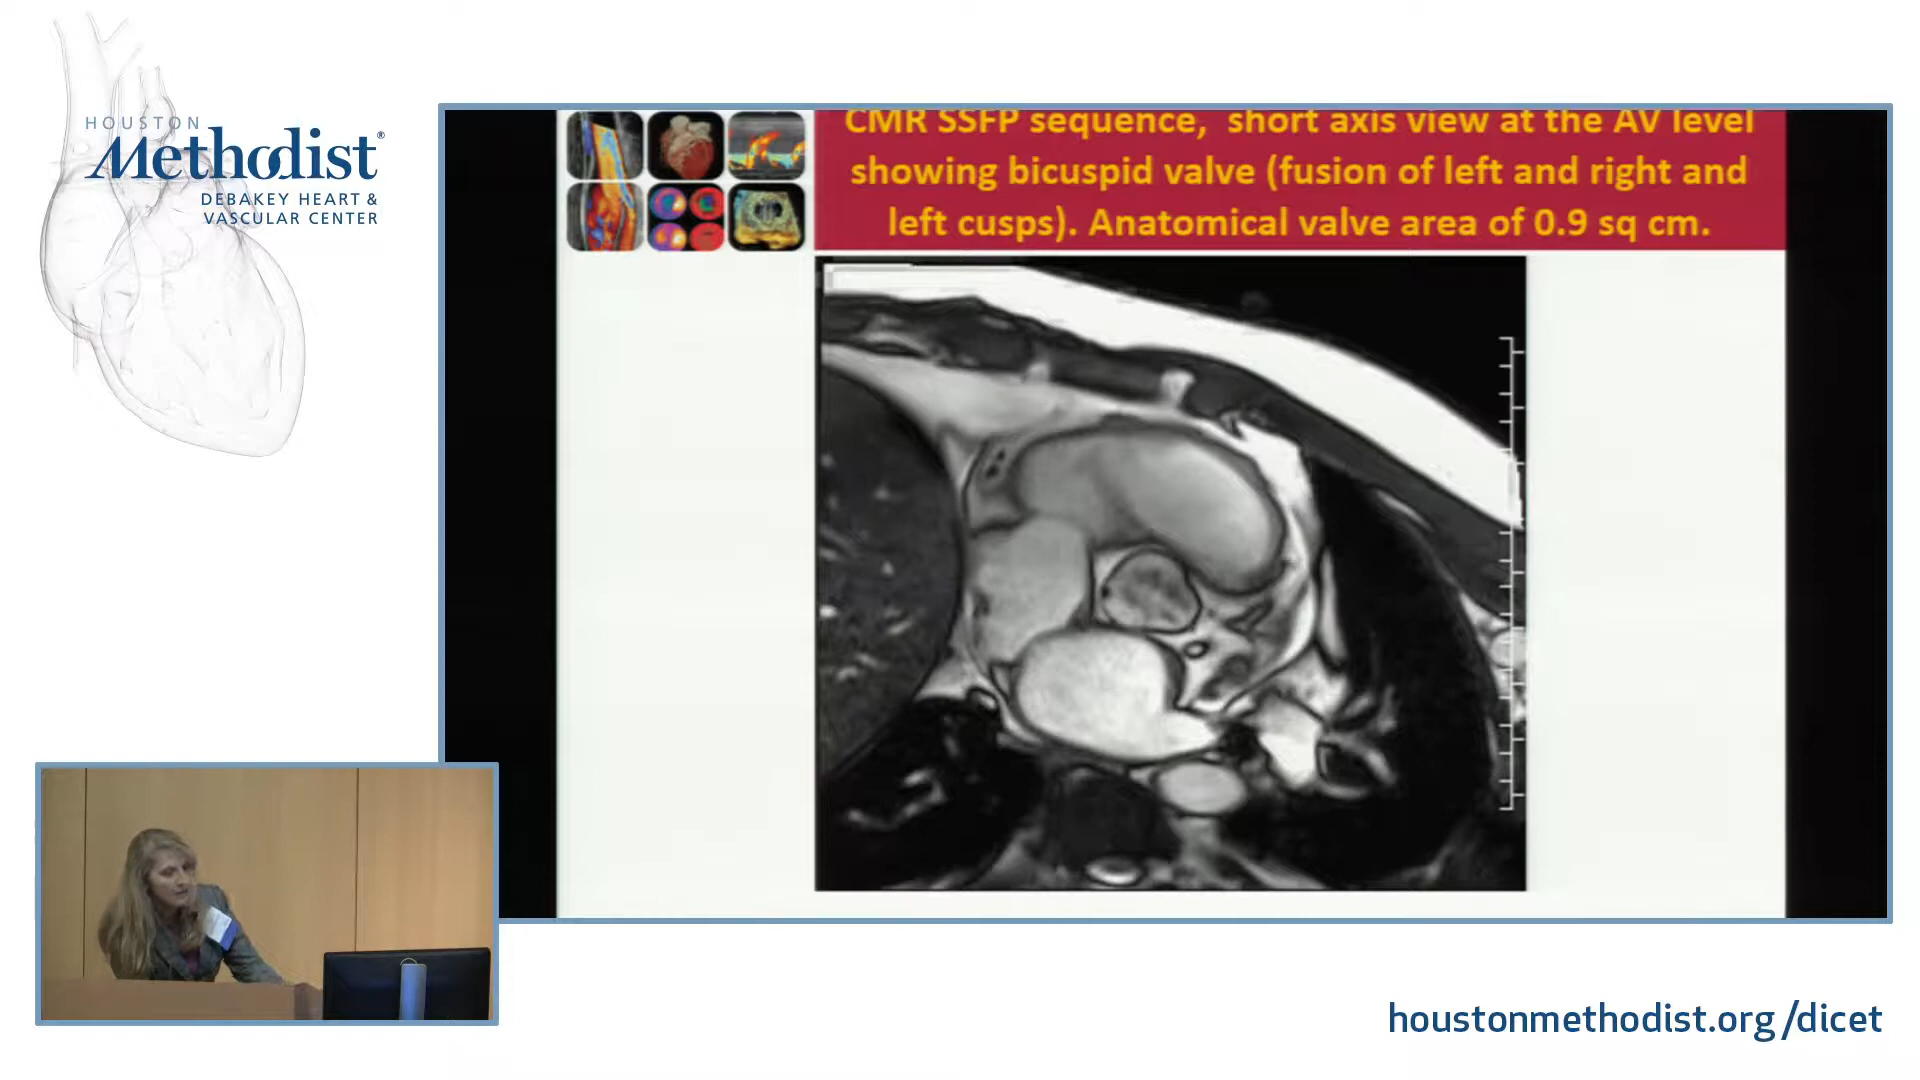 HOUSTON
Methodist®
DEBAKEY HEART &
VASCULAR CENTER
CMR SSFP sequence, short axis view at the AV level
showing bicuspid valve (fusion of left and right and
left cusps). Anatomical valve area of 0.9 sq cm.
houstonmethodist.org/dicet